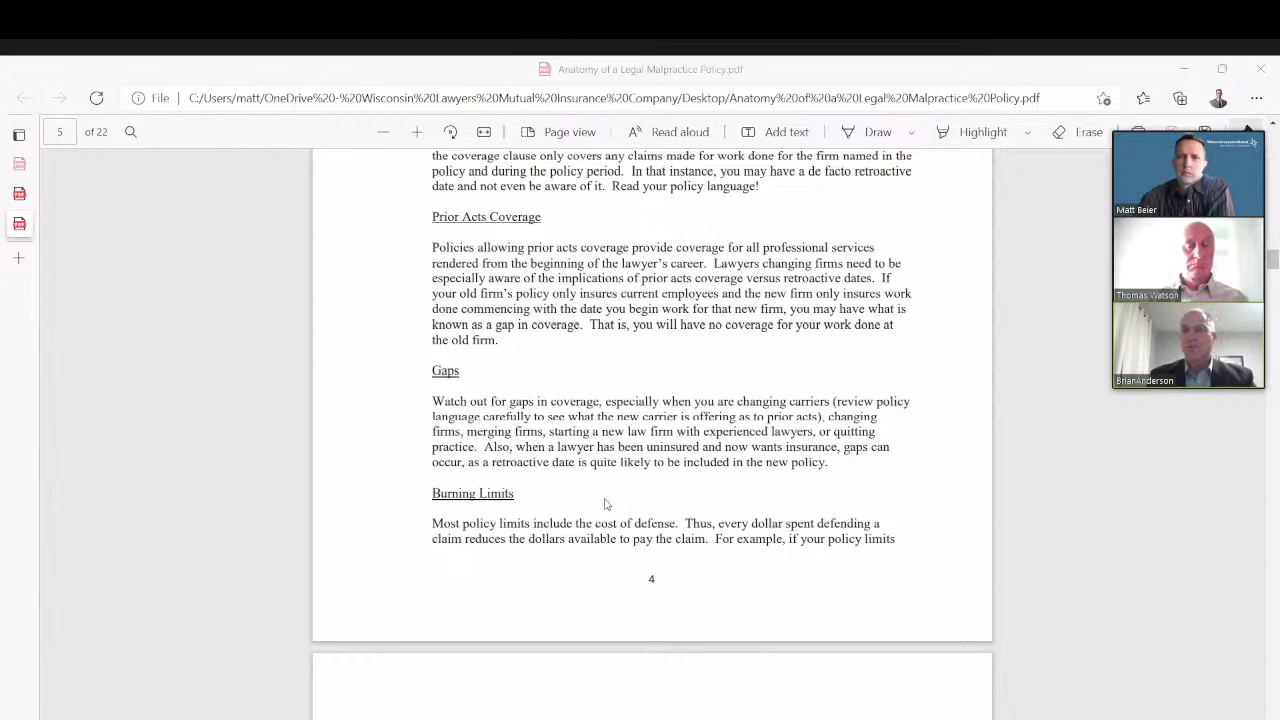 Anatomy of a Legal Malpractice Policy.pdf
File C:/Users/matt/OneDrive%20-%20Wisconsin%20Lawyers%20Mutual%20Insurance%20Company/Desktop/Anatomy%20of%20a%20Legal%20Malpractice%20Policy.pdf
5 of 22 Page view Read aloud Add text Draw Highlight Erase
the coverage clause only covers any claims made for work done for the firm named in the
policy and during the policy period. In that instance, you may have a de facto retroactive
date and not even be aware of it. Read your policy language!
Prior Acts Coverage
Policies allowing prior acts coverage provide coverage for all professional services
rendered from the beginning of the lawyer's career. Lawyers changing firms need to be
especially aware of the implications of prior acts coverage versus retroactive dates. If
your old firm's policy only insures current employees and the new firm only insures work
done commencing with the date you begin work for that new firm, you may have what is
known as a gap in coverage. That is, you will have no coverage for your work done at
the old firm.
Gaps
Watch out for gaps in coverage, especially when you are changing carriers (review policy
language carefully to see what the new carrier is offering as to prior acts), changing
firms, merging firms, starting a new law firm with experienced lawyers, or quitting
practice. Also, when a lawyer has been uninsured and now wants insurance, gaps can
occur, as a retroactive date is quite likely to be included in the new policy.
Burning Limits
Most policy limits include the cost of defense. Thus, every dollar spent defending a
claim reduces the dollars available to pay the claim. For example, if your policy limits
4
Wisconsin Lawyers Mutual
Matt Beier
Thomas Watson
BrianAnderson